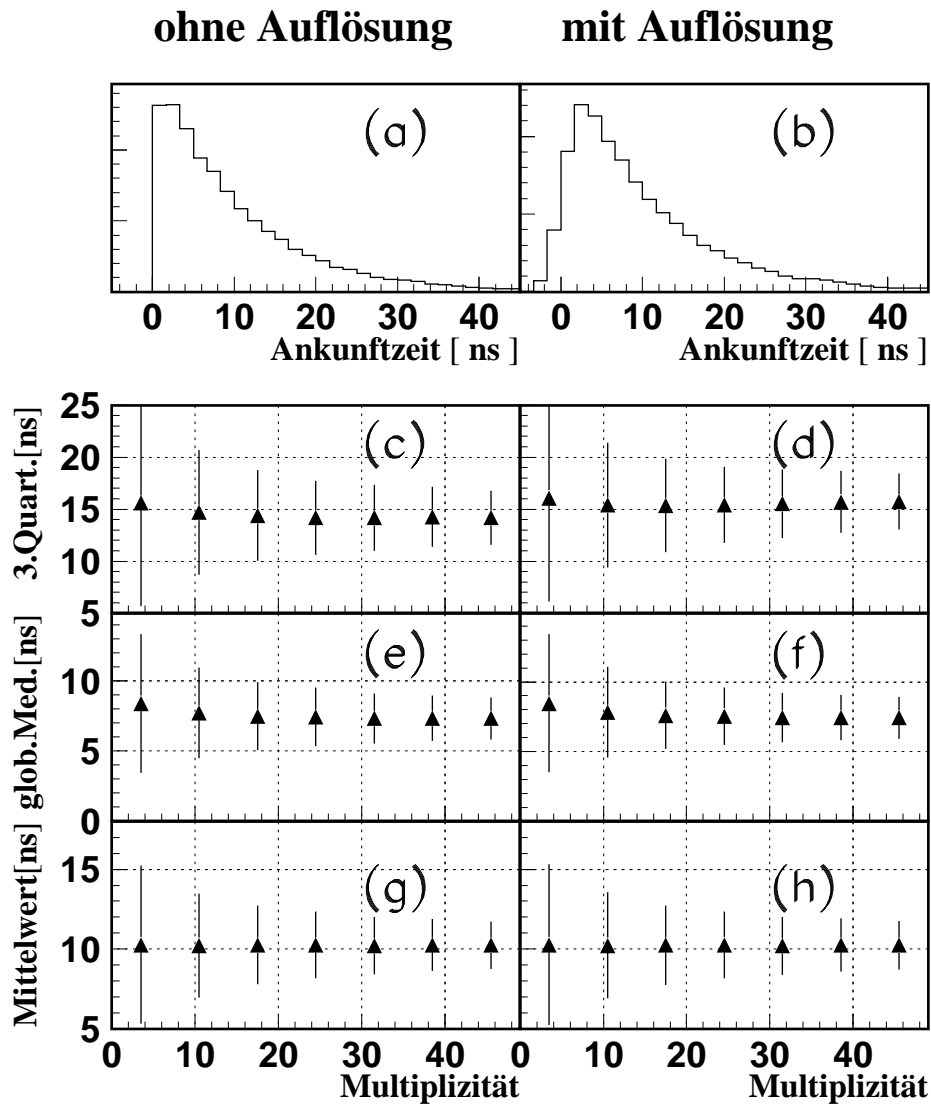 ohne Auflösung mit Auflösung
(a) (b)
0 10 20 30 40 0 10 20 30 40
Ankunftzeit [ ns ] Ankunftzeit [ ns ]
3.Quart.[ns]
25
20
15
10
5
(c) (d)
glob.Med.[ns]
5
10
5
0
(e) (f)
Mittelwert[ns]
15
10
5
(g) (h)
0 10 20 30 40 0 10 20 30 40
Multiplizität Multiplizität